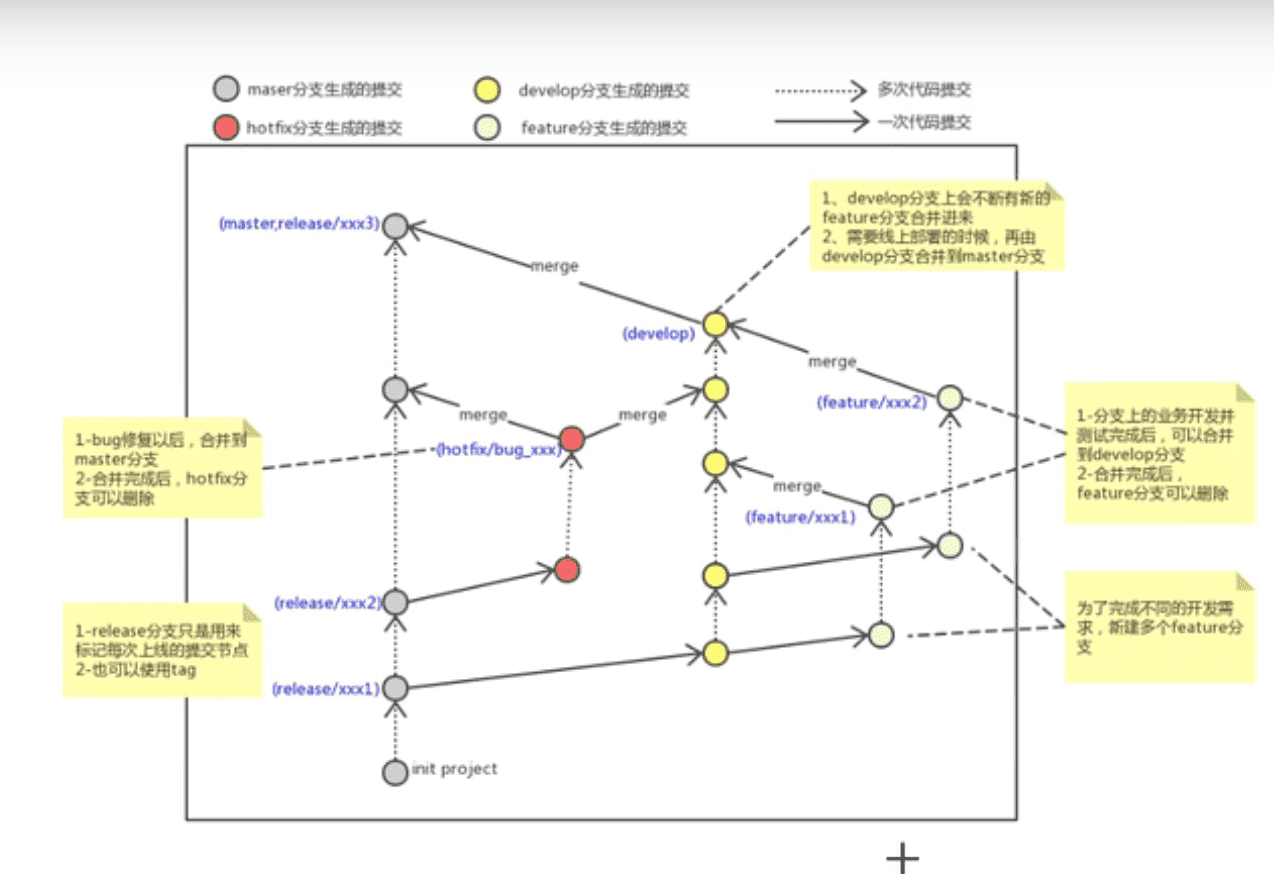 maser分支生成的提交
develop分支生成的提交
多次代码提交
hotfix分支生成的提交
feature分支生成的提交
一次代码提交
1、develop分支上会不断有新的
feature分支合并进来
2、需要线上部署的时候，再由
develop分支合并到master分支
(master,release/xxx3)
merge
(develop)
merge
(feature/xxx2)
merge
merge
1-分支上的业务开发并
测试完成后，可以合并
到develop分支
2-合并完成后，
feature分支可以删除
1-bug修复以后，合并到
master分支
2-合并完成后，hotfix分
支可以删除
(hotfix/bug_xxx)
merge
(feature/xxx1)
(release/xxx2)
1-release分支只是用来
标记每次上线的提交节点
2-也可以使用tag
为了完成不同的开发需
求，新建多个feature分
支
(release/xxx1)
init project